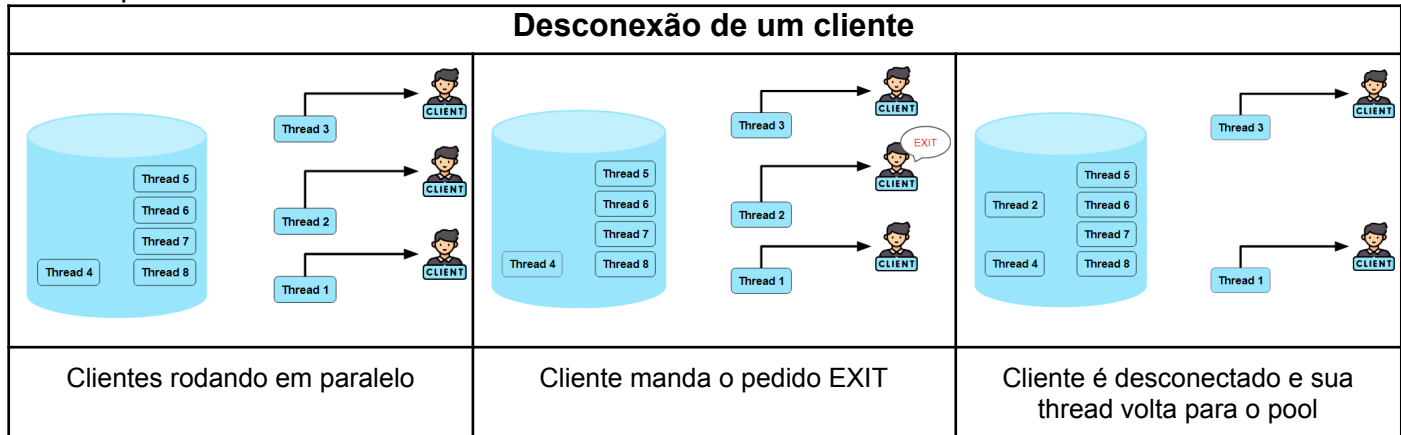 Desconexão de um cliente
CLIENT
Thread 3
Thread 5
CLIENT
Thread 6
Thread 2
Thread 7
Thread 4
Thread 8
CLIENT
Thread 1
CLIENT
Thread 3
EXIT
Thread 5
CLIENT
Thread 6
Thread 2
Thread 7
Thread 4
Thread 8
CLIENT
Thread 1
CLIENT
Thread 3
Thread 5
Thread 2
Thread 6
Thread 7
Thread 4
Thread 8
CLIENT
Thread 1
Clientes rodando em paralelo
Cliente manda o pedido EXIT
Cliente é desconectado e sua
thread volta para o pool